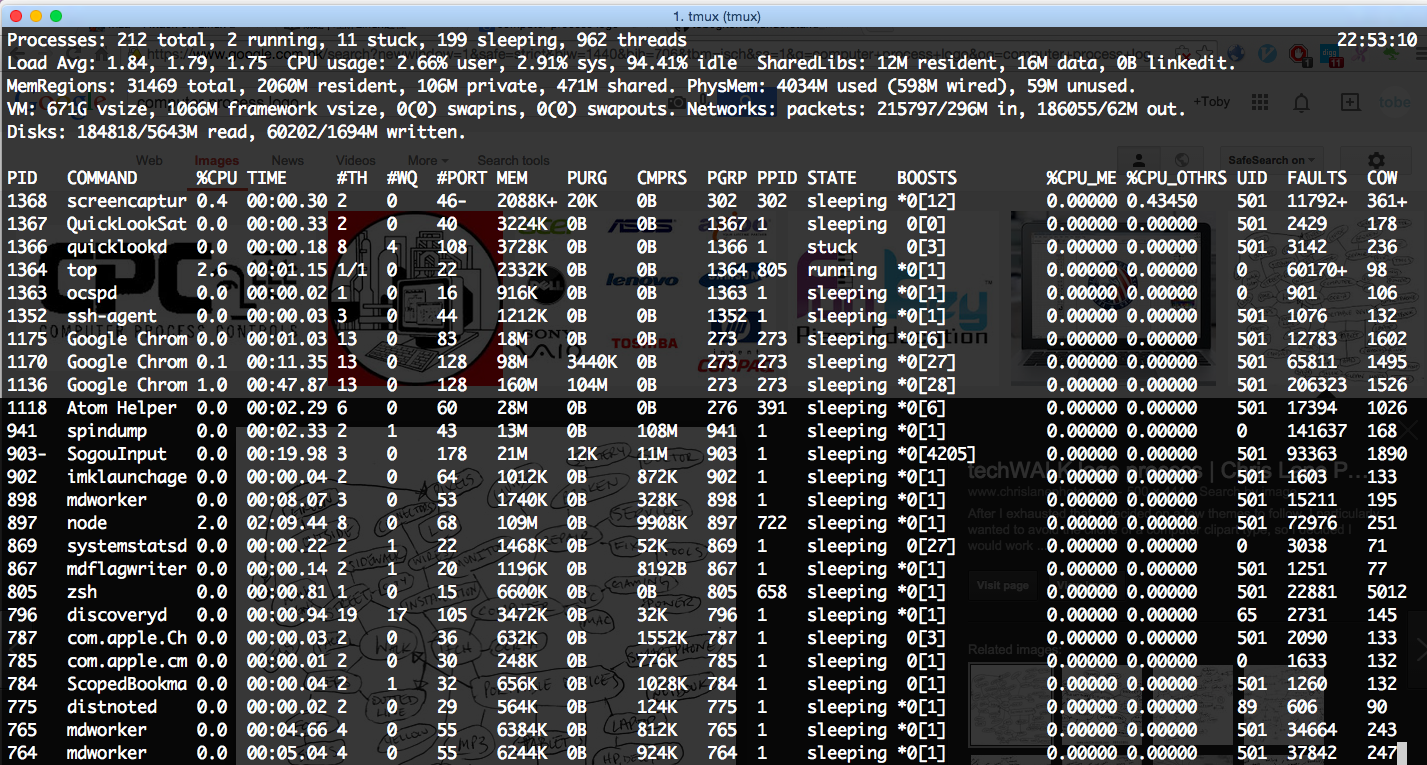 1. tmux (tmux)
Processes: 212 total, 2 running, 11 stuck, 199 sleeping, 962 threads 22:53:10
Load Avg: 1.84, 1.79, 1.75 CPU usage: 2.66% user, 2.91% sys, 94.41% idle SharedLibs: 12M resident, 16M data, 0B linkedit.
MemRegions: 31469 total, 2060M resident, 106M private, 471M shared. PhysMem: 4034M used (598M wired), 59M unused.
+Toby tobe
VM: 671G vsize, 1066M framework vsize, 0(0) swapins, 0(0) swapouts. Networks: packets: 215797/296M in, 186055/62M out.
Disks: 184818/5643M read, 60202/1694M written.
Web Images News Videos More Search tools SafeSearch on
PID COMMAND %CPU TIME #TH #WQ #PORT MEM PURG CMPRS PGRP PPID STATE BOOSTS %CPU_ME %CPU_OTHRS UID FAULTS COW
1368 screencaptur 0.4 00:00.30 2 0 46- 2088K+ 20K 0B 302 302 sleeping *0[12] 0.00000 0.43450 501 11792+ 361+
1367 QuickLookSat 0.0 00:00.33 2 0 40 3224K 0B 0B 1367 1 sleeping 0[0] 0.00000 0.00000 501 2429 178
1366 quicklookd 0.0 00:00.18 8 4 108 3728K 0B 0B 1366 1 stuck 0[3] 0.00000 0.00000 501 3142 236
1364 top 2.6 00:01.15 1/1 0 22 2332K 0B 0B 1364 805 running *0[1] 0.00000 0.00000 0 60170+ 98
1363 ocspd 0.0 00:00.02 1 0 16 916K 0B 0B 1363 1 sleeping *0[1] 0.00000 0.00000 0 901 106
1352 ssh-agent 0.0 00:00.03 3 0 44 1212K 0B 0B 1352 1 sleeping *0[1] 0.00000 0.00000 501 1076 132
1175 Google Chrom 0.0 00:01.03 13 0 83 18M 0B 0B 273 273 sleeping *0[6] 0.00000 0.00000 501 12783 1602
1170 Google Chrom 0.1 00:11.35 13 0 128 98M 3440K 0B 273 273 sleeping *0[27] 0.00000 0.00000 501 65811 1495
1136 Google Chrom 1.0 00:47.87 13 0 128 160M 104M 0B 273 273 sleeping *0[28] 0.00000 0.00000 501 206323 1526
1118 Atom Helper 0.0 00:02.29 6 0 60 28M 0B 0B 276 391 sleeping *0[6] 0.00000 0.00000 501 17394 1026
941 spindump 0.0 00:02.33 2 1 43 13M 0B 108M 941 1 sleeping *0[1] 0.00000 0.00000 0 141637 168
903- SogouInput 0.0 00:19.98 3 0 178 21M 12K 11M 903 1 sleeping *0[4205] 0.00000 0.00000 501 93363 1890
902 imklaunchage 0.0 00:00.04 2 0 64 1012K 0B 872K 902 1 sleeping *0[1] 0.00000 0.00000 501 1603 133
898 mdworker 0.0 00:08.07 3 0 53 1740K 0B 328K 898 1 sleeping *0[1] 0.00000 0.00000 501 15211 195
897 node 2.0 02:09.44 8 0 68 109M 0B 9908K 897 722 sleeping *0[1] 0.00000 0.00000 501 72976 251
869 systemstatsd 0.0 00:00.22 2 1 22 1468K 0B 52K 869 1 sleeping 0[27] 0.00000 0.00000 0 3038 71
867 mdflagwriter 0.0 00:00.14 2 1 20 1196K 0B 8192B 867 1 sleeping *0[1] 0.00000 0.00000 501 1251 77
805 zsh 0.0 00:00.81 1 0 15 6600K 0B 0B 805 658 sleeping *0[1] 0.00000 0.00000 501 22881 5012
796 discoveryd 0.0 00:00.94 19 17 105 3472K 0B 32K 796 1 sleeping *0[1] 0.00000 0.00000 65 2731 145
787 com.apple.Ch 0.0 00:00.03 2 0 36 632K 0B 1552K 787 1 sleeping 0[3] 0.00000 0.00000 501 2090 133
785 com.apple.cm 0.0 00:00.01 2 0 30 248K 0B 776K 785 1 sleeping 0[1] 0.00000 0.00000 0 1633 132
784 ScopedBookma 0.0 00:00.04 2 1 32 656K 0B 1028K 784 1 sleeping 0[1] 0.00000 0.00000 501 1260 132
775 distnoted 0.0 00:00.02 2 0 29 564K 0B 124K 775 1 sleeping *0[1] 0.00000 0.00000 89 606 90
765 mdworker 0.0 00:04.66 4 0 55 6384K 0B 812K 765 1 sleeping *0[1] 0.00000 0.00000 501 34664 243
764 mdworker 0.0 00:05.04 4 0 55 6244K 0B 924K 764 1 sleeping *0[1] 0.00000 0.00000 501 37842 247
Visit page
Related images: